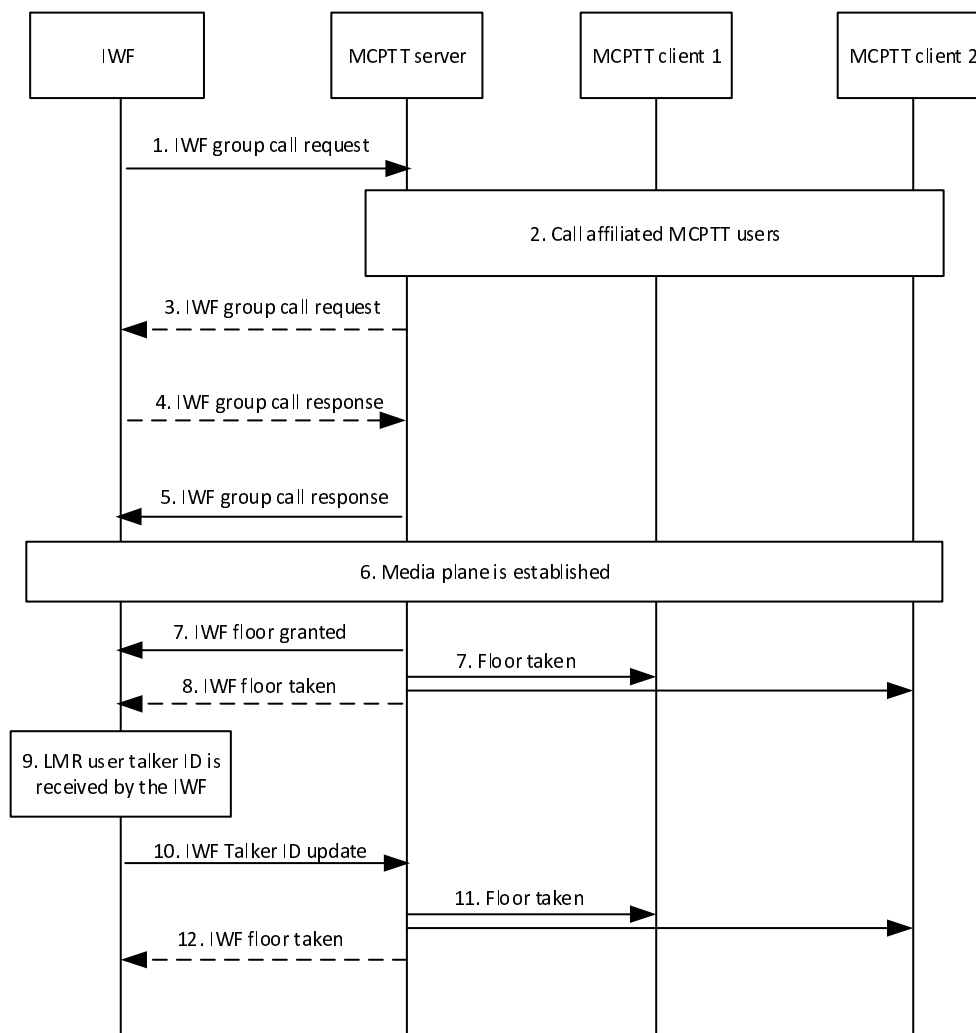 IWF
MCPTT server
MCPTT client 1
MCPTT client 2
1. IWF group call request
2. Call affiliated MCPTT users
3. IWF group call request
4. IWF group call response
5. IWF group call response
6. Media plane is established
7. IWF floor granted
7. Floor taken
8. IWF floor taken
9. LMR user talker ID is
received by the IWF
10. IWF Talker ID update
11. Floor taken
12. IWF floor taken